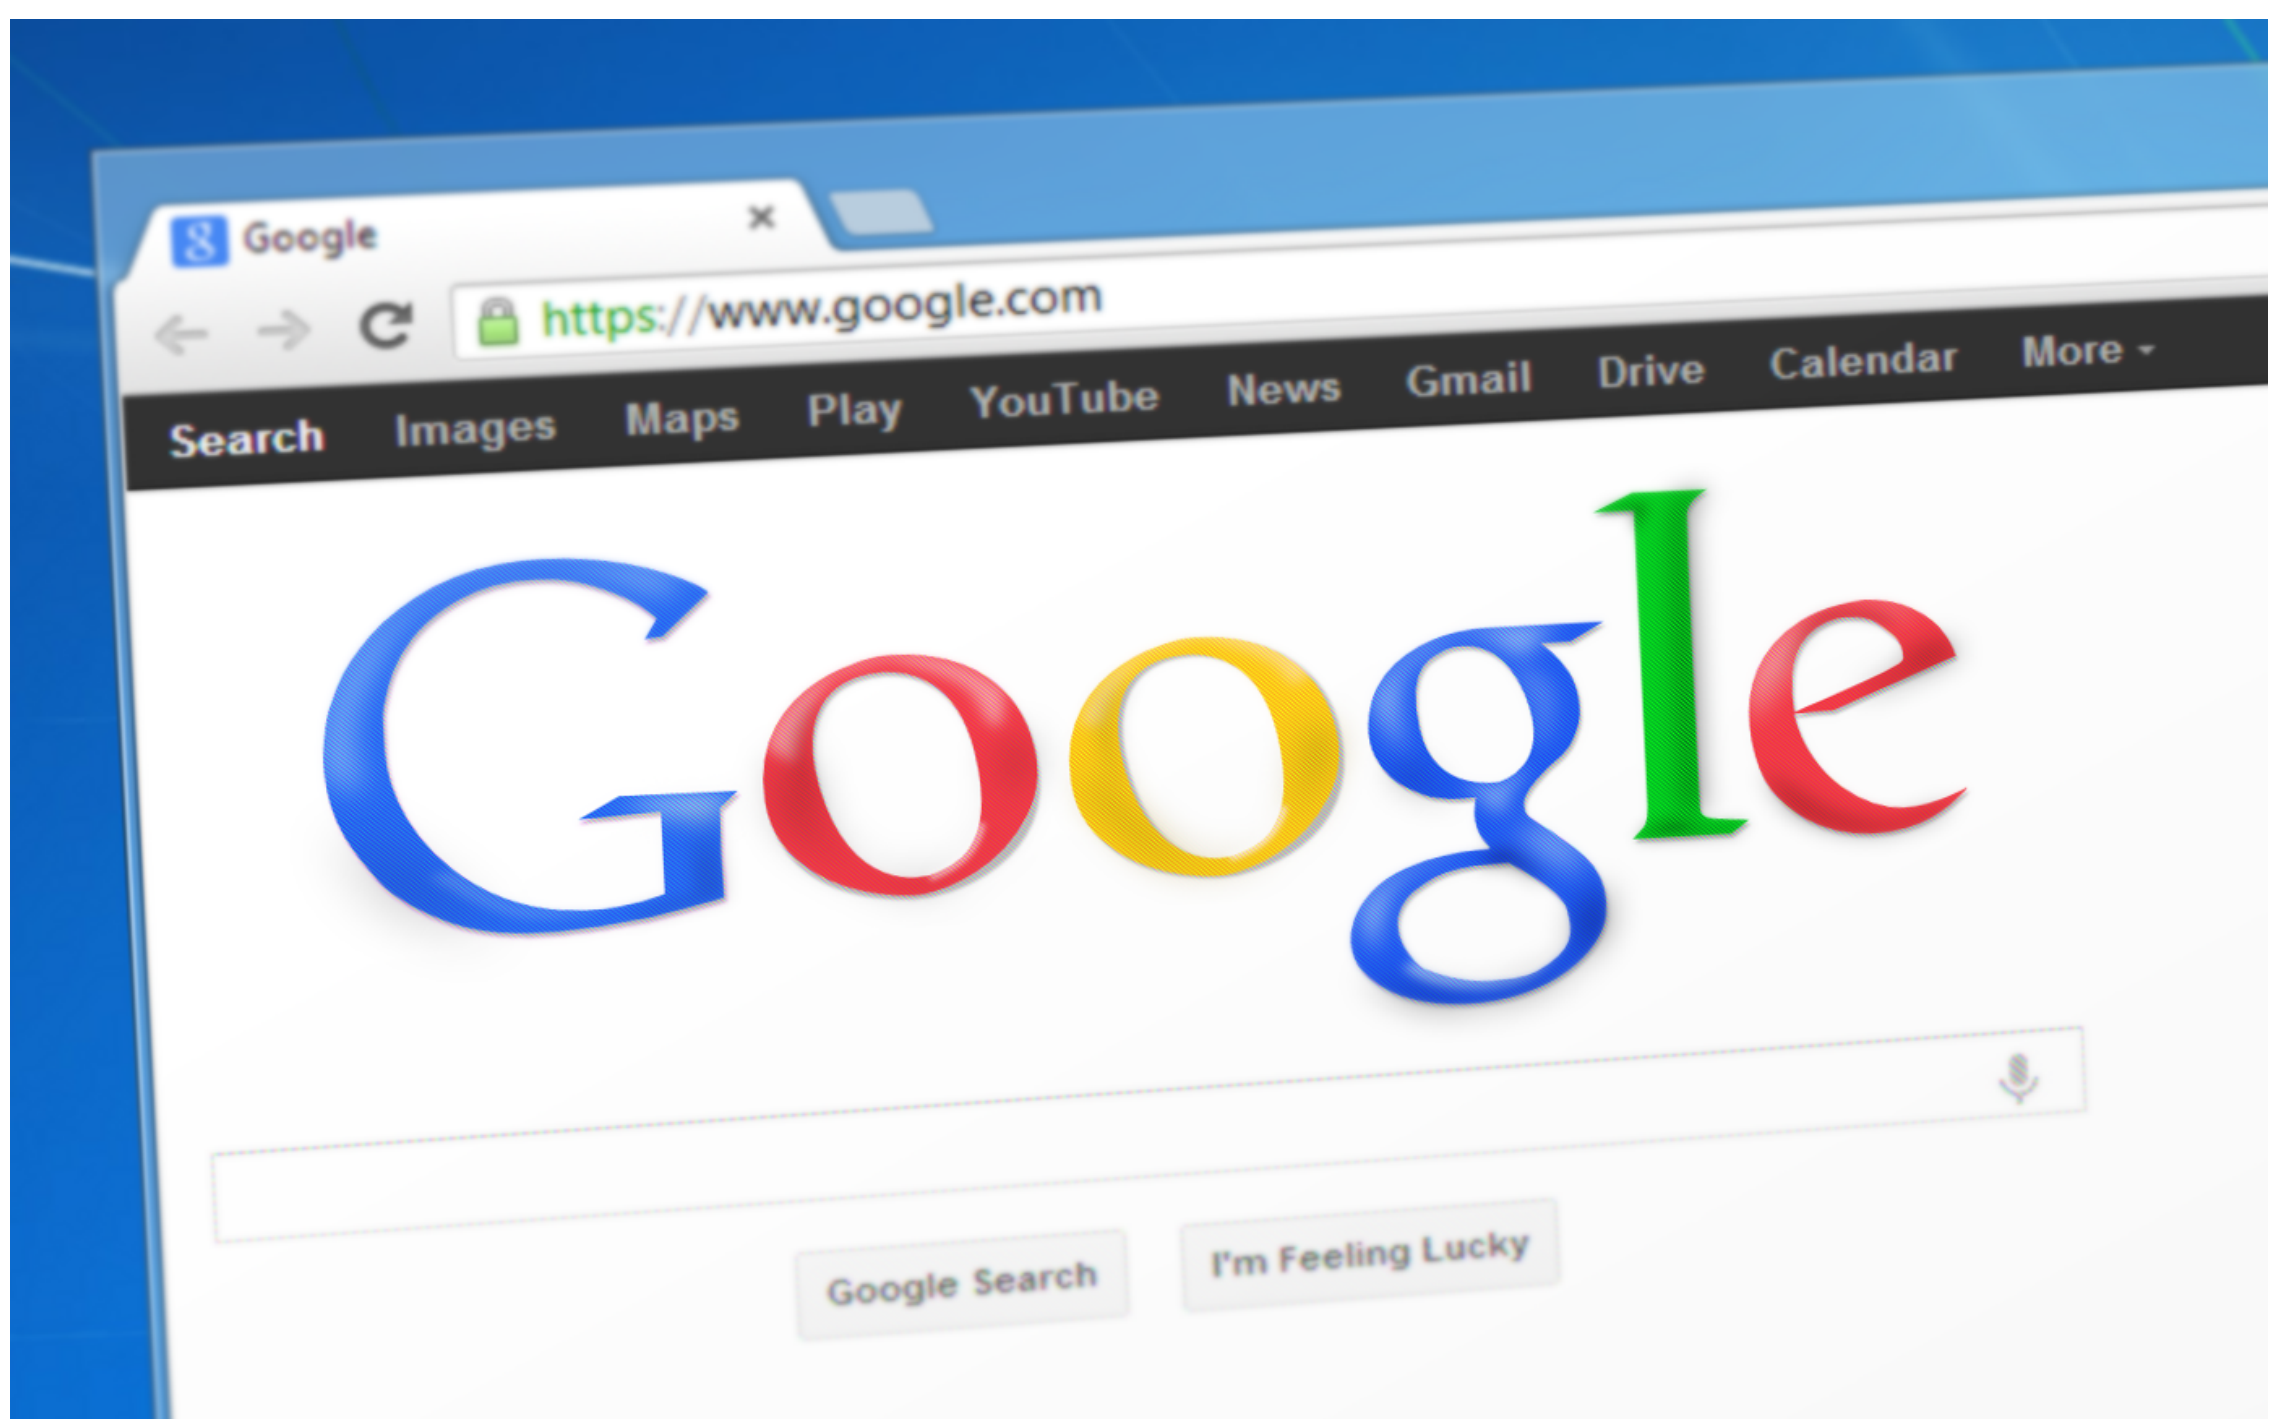 Google
https://www.google.com
Search Images Maps Play YouTube News Gmail Drive Calendar More
Google
Google Search I'm Feeling Lucky